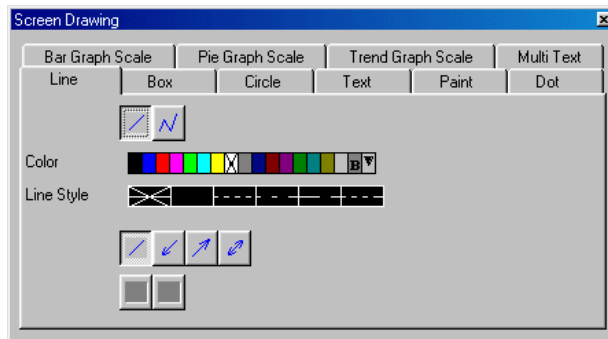 Screen Drawing
Bar Graph Scale Pie Graph Scale Trend Graph Scale Multi Text
Line Box Circle Text Paint Dot
Color B
Line Style